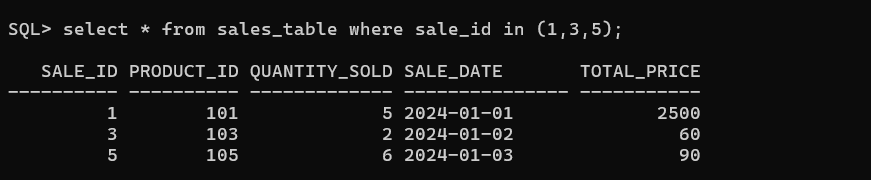 SQL> select * from sales_table where sale_id in (1,3,5);
   SALE_ID PRODUCT_ID QUANTITY_SOLD SALE_DATE       TOTAL_PRICE
---------- ---------- ------------- --------------- -----------
         1        101             5 2024-01-01             2500
         3        103             2 2024-01-02               60
         5        105             6 2024-01-03               90